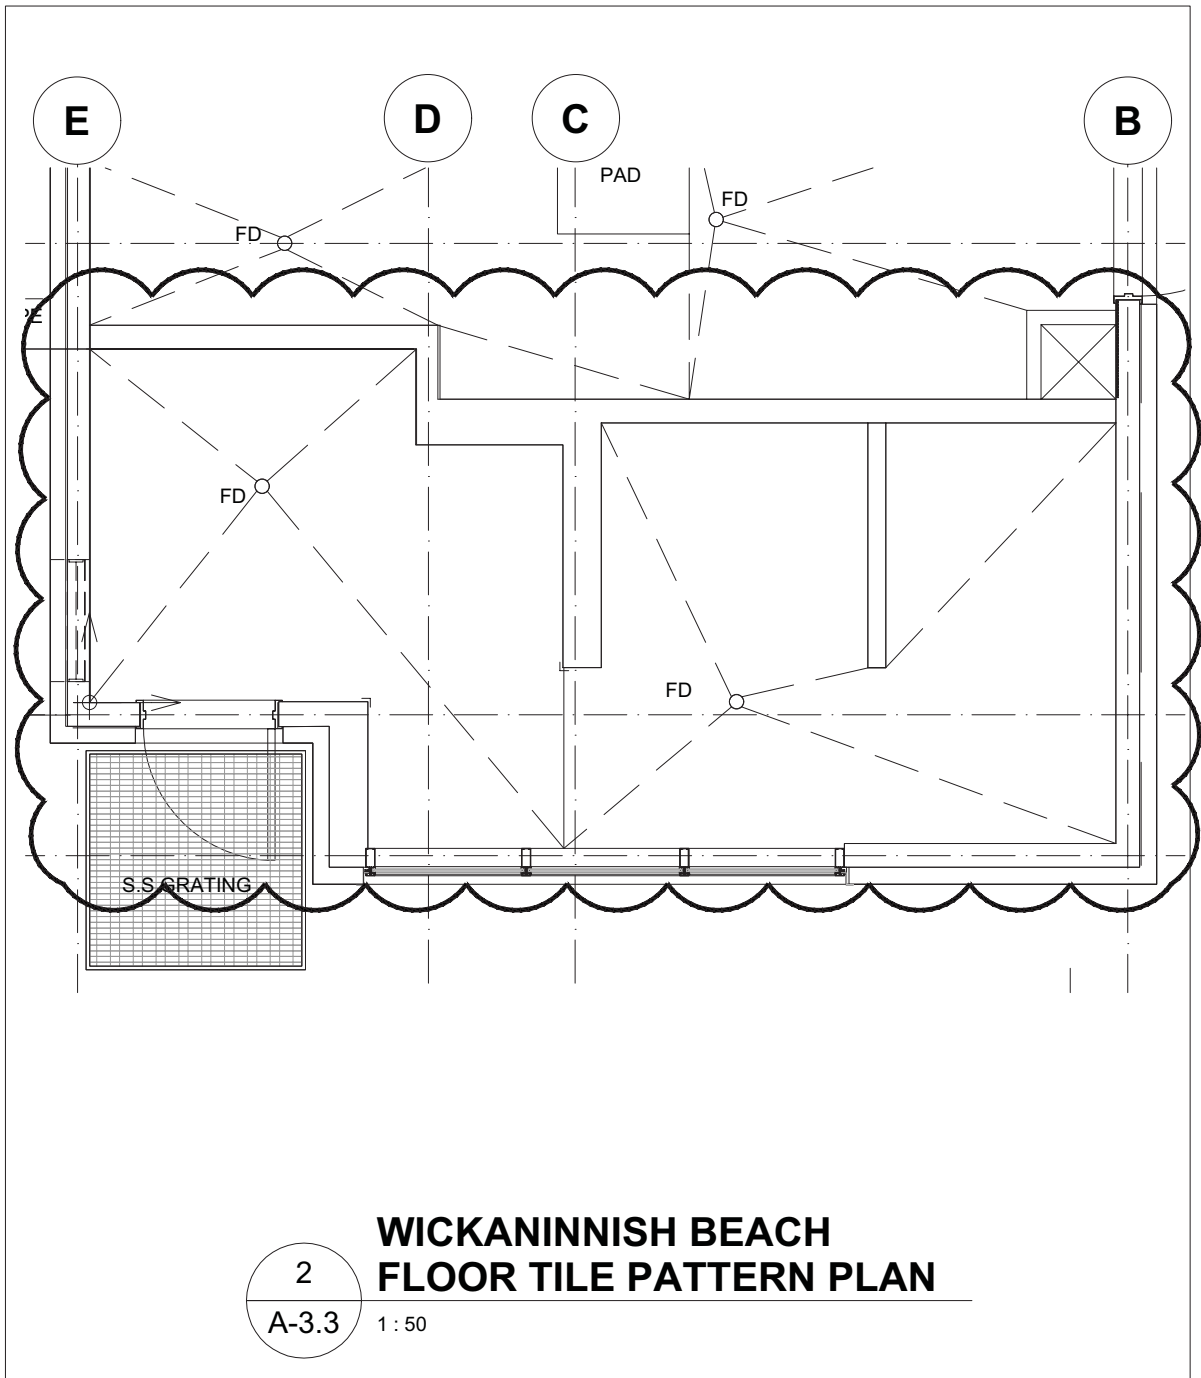 E
D
C
B
PAD
FD
FD
FD
FD
S.S.GRATING
WICKANINNISH BEACH
FLOOR TILE PATTERN PLAN
2
A-3.3
1 : 50